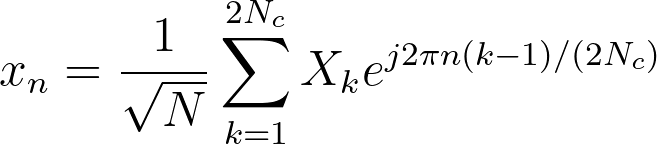 x_n = \frac{1}{\sqrt{N}} \sum_{k=1}^{2N_c} X_k e^{j2\pi n(k-1)/(2N_c)}